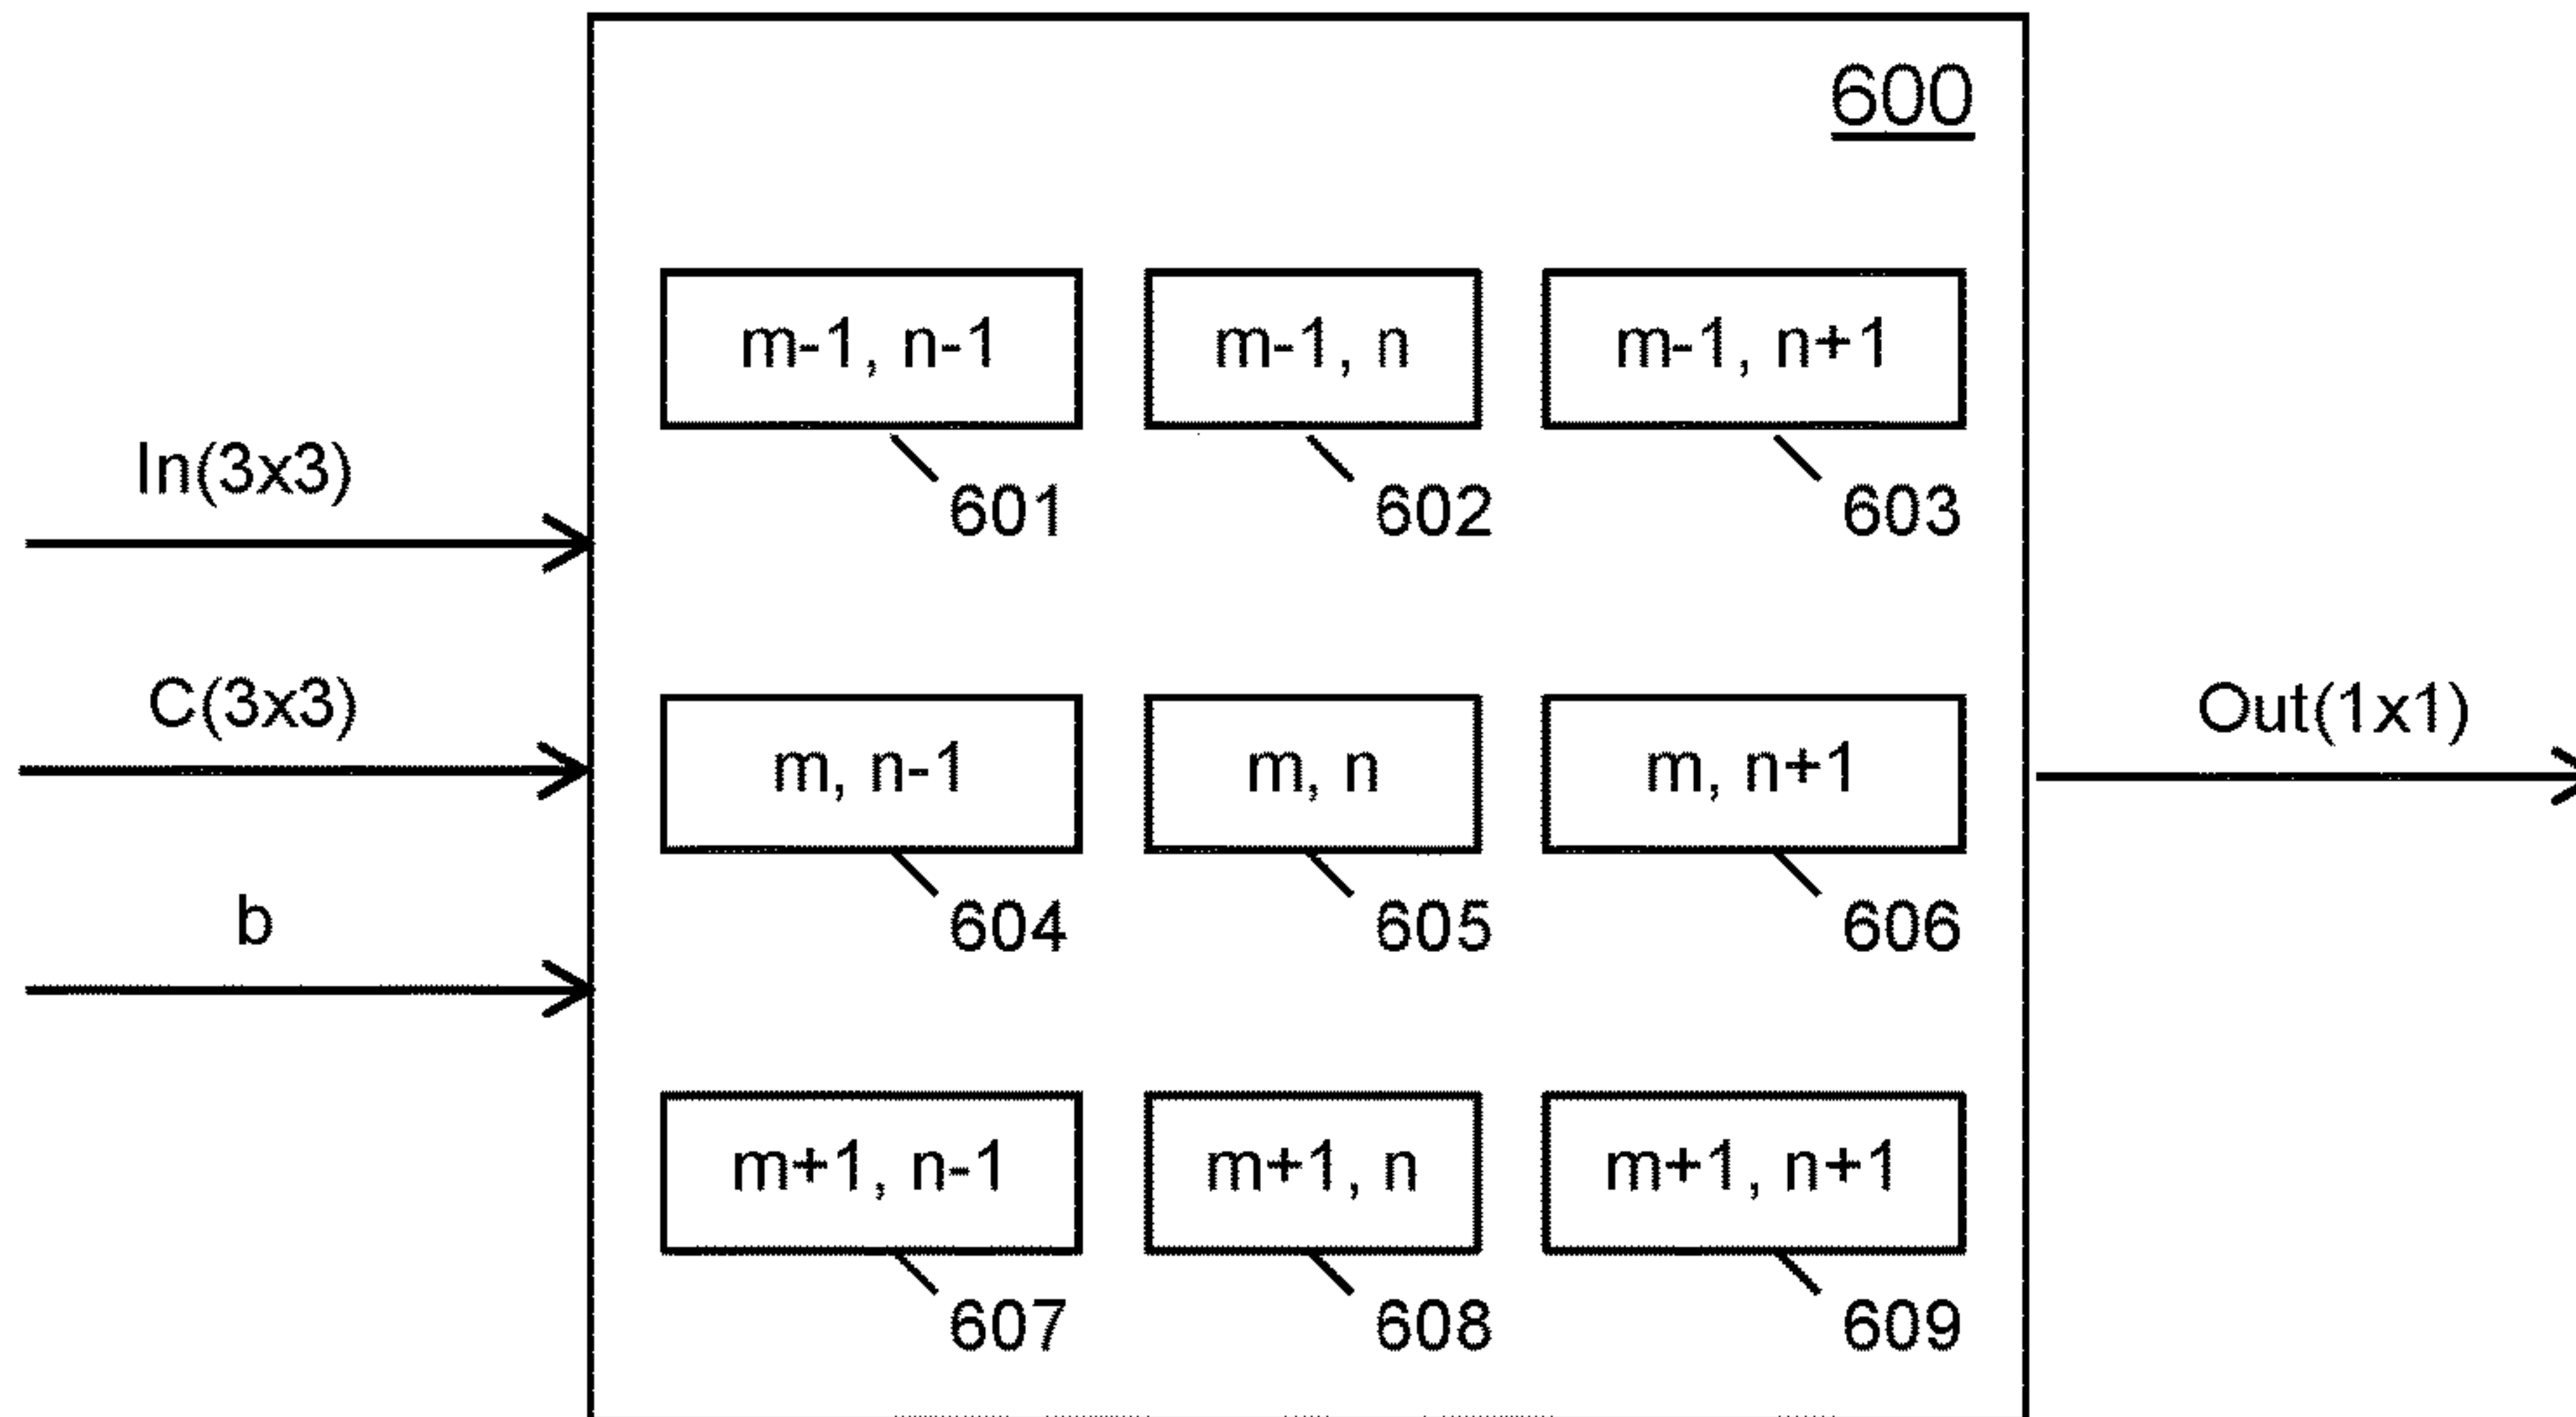 600
m-1, n-1
m-1, n
m-1, n+1
In(3x3)
601
602
603
C(3x3)
m, n-1
m, n
m, n+1
Out(1x1)
b
604
605
606
m+1, n-1
m+1, n
m+1, n+1
607
608
609